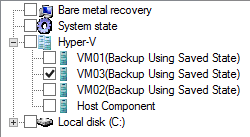 Bare metal recovery
System state
Hyper-V
VM01(Backup Using Saved State)
VM03(Backup Using Saved State)
VM02(Backup Using Saved State)
Host Component
Local disk (C:)